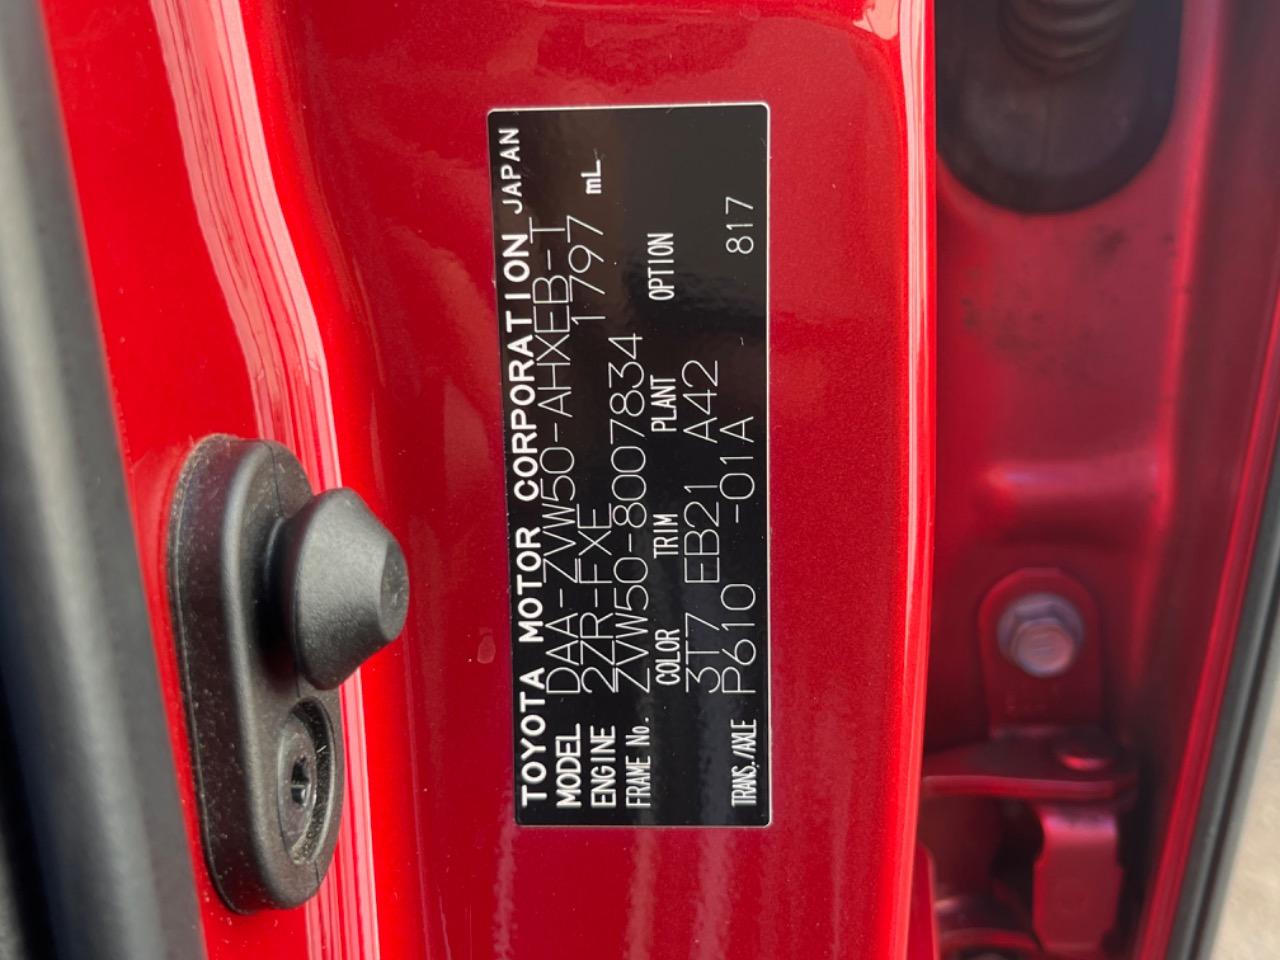 TOYOTA MOTOR CORPORATION JAPAN
MODEL DAA-ZVW50-AHXEB-T
ENGINE 2ZR-FXE 1797 mL
FRAME No. ZVW50-8007834
COLOR TRIM PLANT OPTION
3T7 EB21 A42
TRANS./AXLE P610 -01A 817